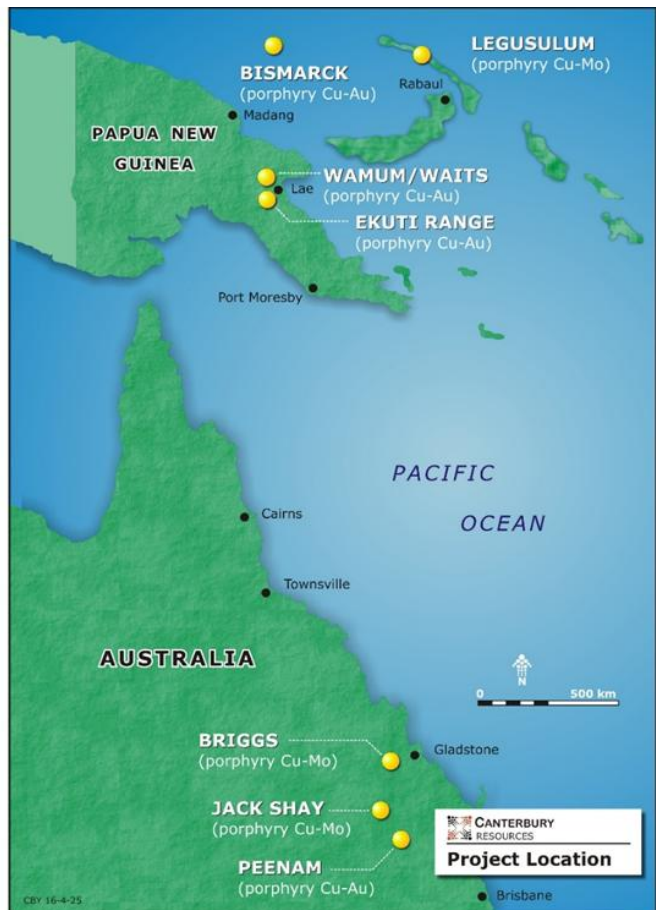 LEGUSULUM
(porphyry Cu-Mo)
BISMARCK
(porphyry Cu-Au)
Rabaul
Madang
PAPUA NEW
GUINEA
WAMUM/WAITS
Lae
(porphyry Cu-Au)
EKUTI RANGE
(porphyry Cu-Au)
Port Moresby
PACIFIC
OCEAN
Cairns
Townsville
AUSTRALIA
N
0 500 km
BRIGGS
(porphyry Cu-Mo)
Gladstone
JACK SHAY
(porphyry Cu-Mo)
PEENAM
(porphyry Cu-Au)
CANTERBURY
RESOURCES
Project Location
Brisbane
CBY 16-4-25